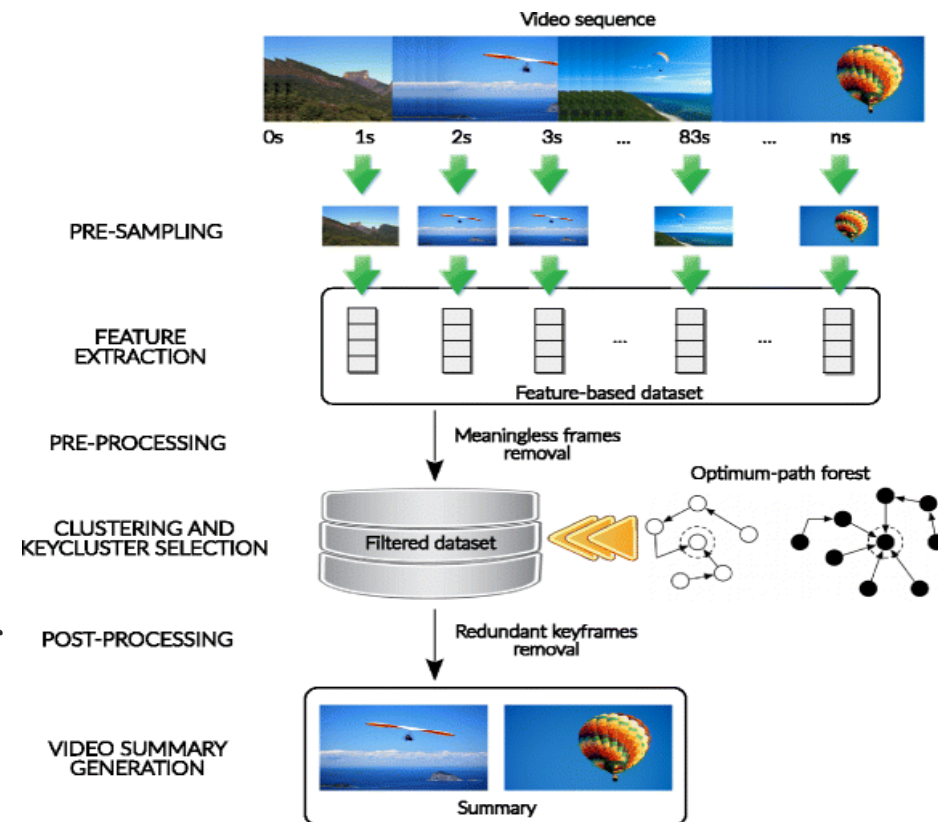 Video sequence
0s 1s 2s 3s ... 83s ... ns
PRE-SAMPLING
FEATURE
EXTRACTION
... ...
Feature-based dataset
PRE-PROCESSING
Meaningless frames
removal
Optimum-path forest
CLUSTERING AND
KEYCLUSTER SELECTION
Filtered dataset
POST-PROCESSING
Redundant keyframes
removal
VIDEO SUMMARY
GENERATION
Summary